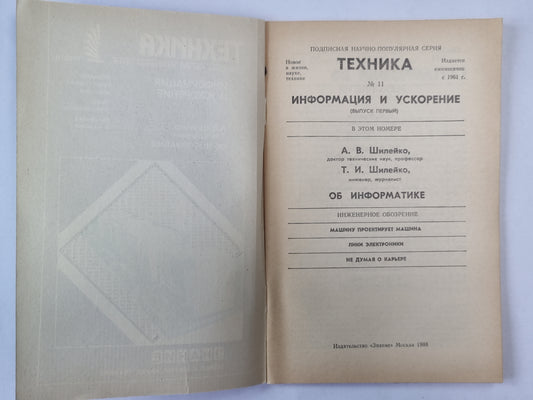 ПОДПИСНАЯ НАУЧНО-ПОПУЛЯРНАЯ СЕРИЯ
Новое
в жизни,
науке,
технике
ТЕХНИКА
Издается
ежемесячно
с 1961 г.
№ 11
ИНФОРМАЦИЯ И УСКОРЕНИЕ
(ВЫПУСК ПЕРВЫЙ)
В ЭТОМ НОМЕРЕ
А. В. Шилейко,
доктор технических наук, профессор
Т. И. Шилейко,
инженер, журналист
ОБ ИНФОРМАТИКЕ
ИНЖЕНЕРНОЕ ОБОЗРЕНИЕ
МАШИНУ ПРОЕКТИРУЕТ МАШИНА
ЛИКИ ЭЛЕКТРОНИКИ
НЕ ДУМАЯ О КАРЬЕРЕ
Издательство «Знание» Москва 1988
ТЕХНИКА